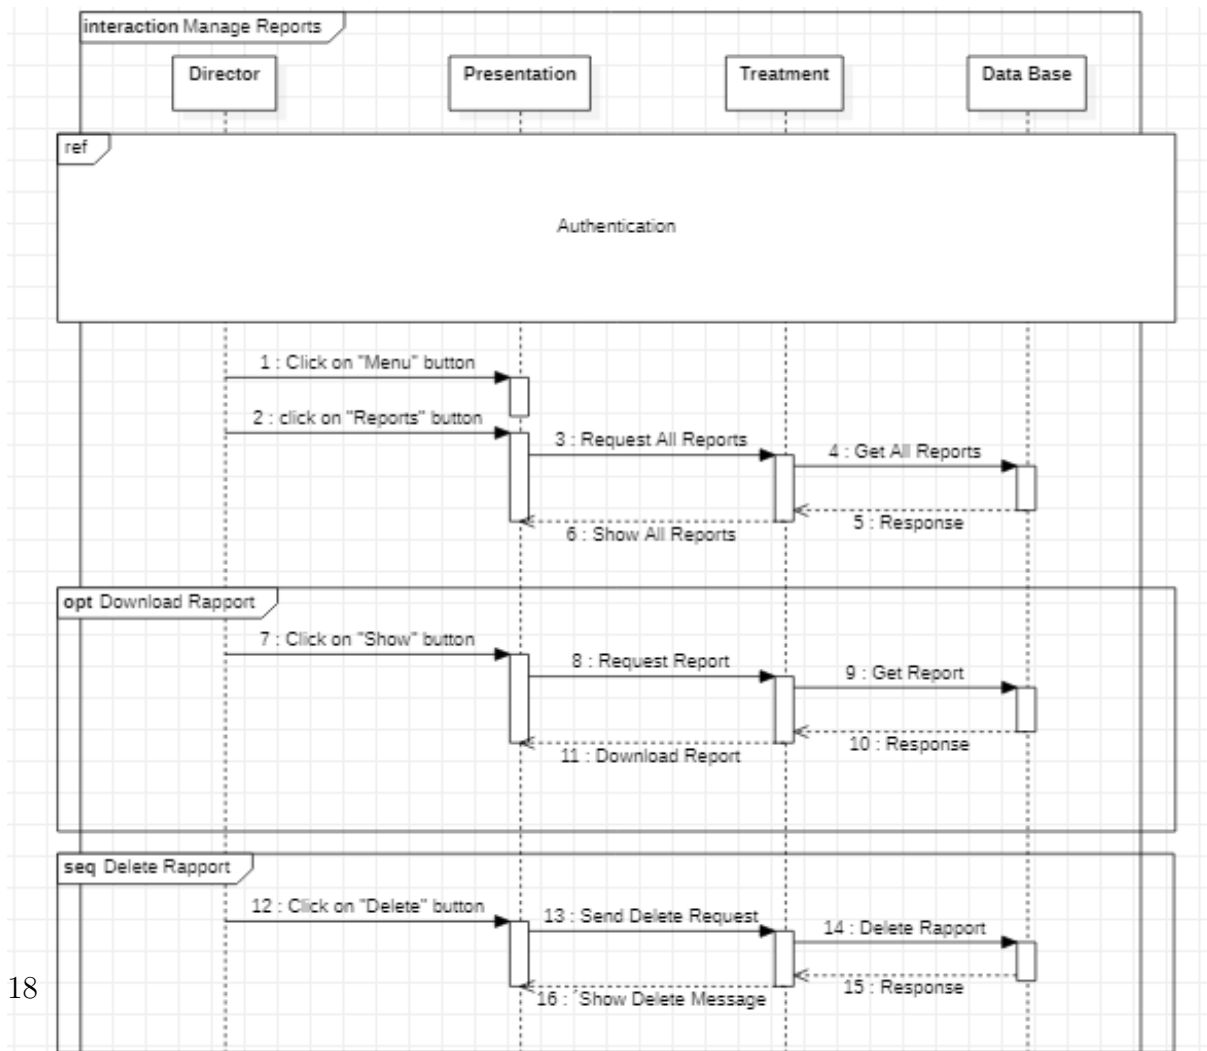 interaction Manage Reports
Director
Presentation
Treatment
Data Base
ref
Authentication
1 : Click on "Menu" button
2 : click on "Reports" button
3 : Request All Reports
4 : Get All Reports
5 : Response
6 : Show All Reports
opt Download Rapport
7 : Click on "Show" button
8 : Request Report
9 : Get Report
10 : Response
11 : Download Report
seq Delete Rapport
12 : Click on "Delete" button
13 : Send Delete Request
14 : Delete Rapport
15 : Response
16 : ´Show Delete Message
18